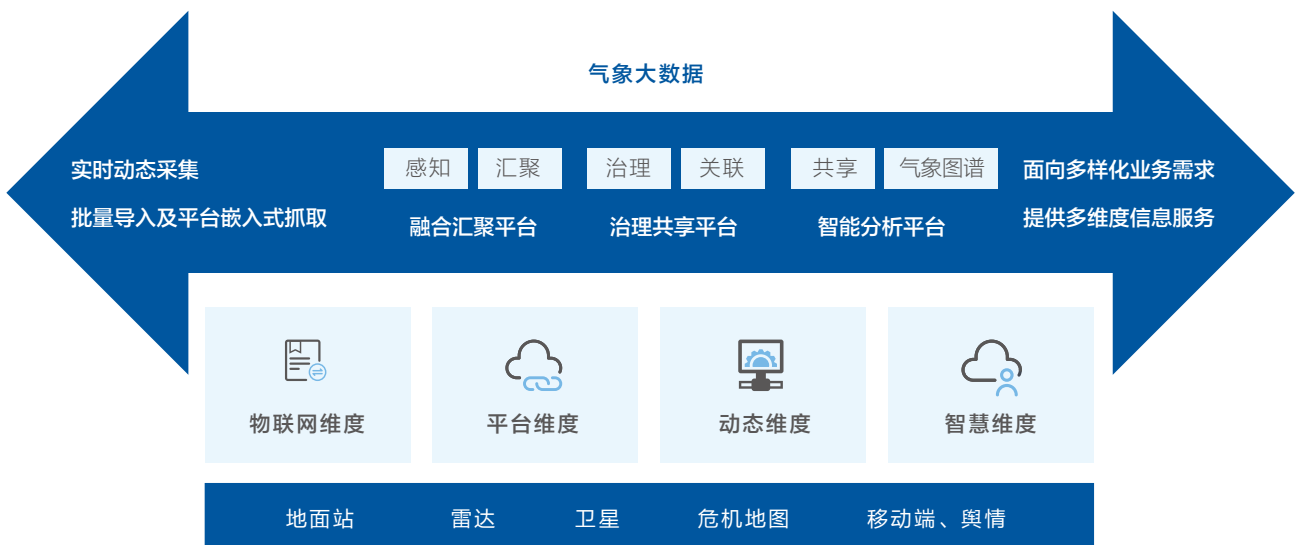 气象大数据
实时动态采集
批量导入及平台嵌入式抓取
感知 汇聚 治理 关联 共享 气象图谱
融合汇聚平台 治理共享平台 智能分析平台
面向多样化业务需求
提供多维度信息服务
物联网维度 平台维度 动态维度 智慧维度
地面站 雷达 卫星 危机地图 移动端、舆情